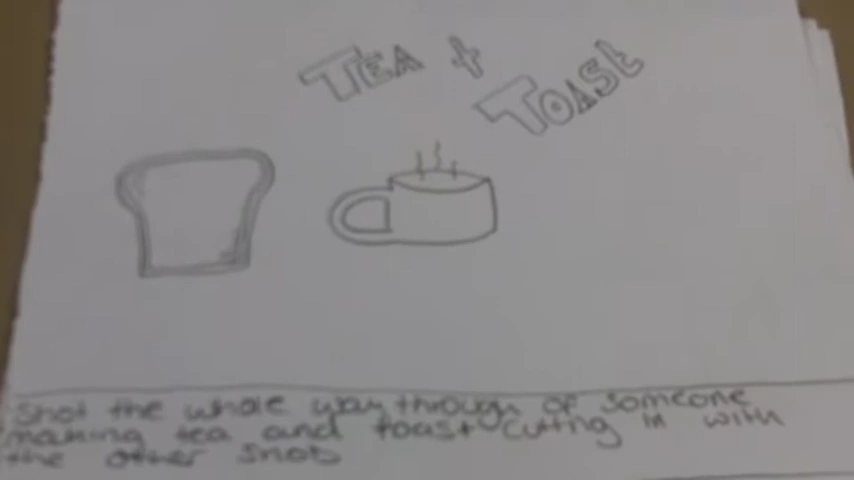 TEA +
TOAST
Shot the whole way through of someone
making tea and toast cutting in with
the other shots